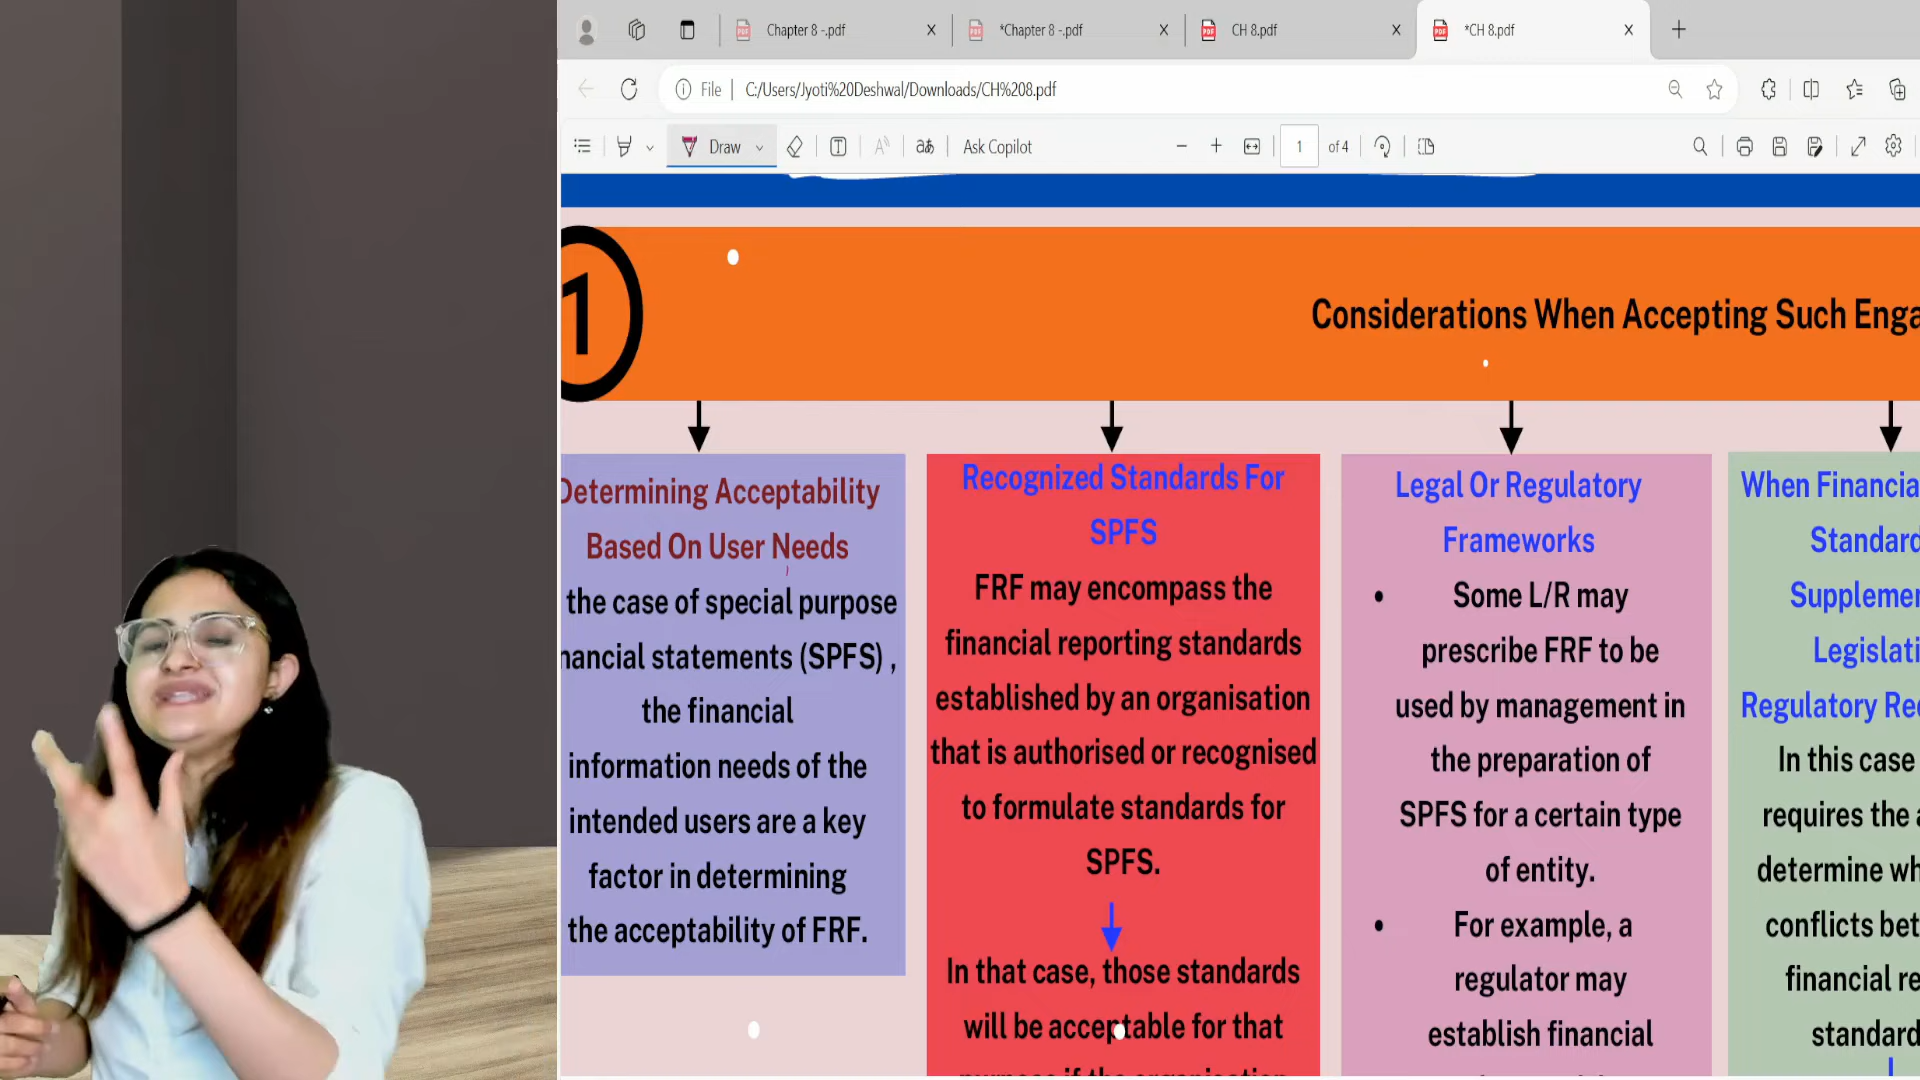 Chapter 8 -.pdf
*Chapter 8 -.pdf
CH 8.pdf
*CH 8.pdf
File
C:/Users/Jyoti%20Deshwal/Downloads/CH%208.pdf
Draw
Ask Copilot
1
of 4
1
Considerations When Accepting Such Enga
Determining Acceptability
Based On User Needs
the case of special purpose
nancial statements (SPFS) ,
the financial
information needs of the
intended users are a key
factor in determining
the acceptability of FRF.
Recognized Standards For
SPFS
FRF may encompass the
financial reporting standards
established by an organisation
that is authorised or recognised
to formulate standards for
SPFS.
In that case, those standards
will be acceptable for that
purpose if the organisation
Legal Or Regulatory
Frameworks
• Some L/R may
prescribe FRF to be
used by management in
the preparation of
SPFS for a certain type
of entity.
• For example, a
regulator may
establish financial
When Financia
Standard
Supplemen
Legislati
Regulatory Rec
In this case
requires the a
determine wh
conflicts bet
financial re
standard